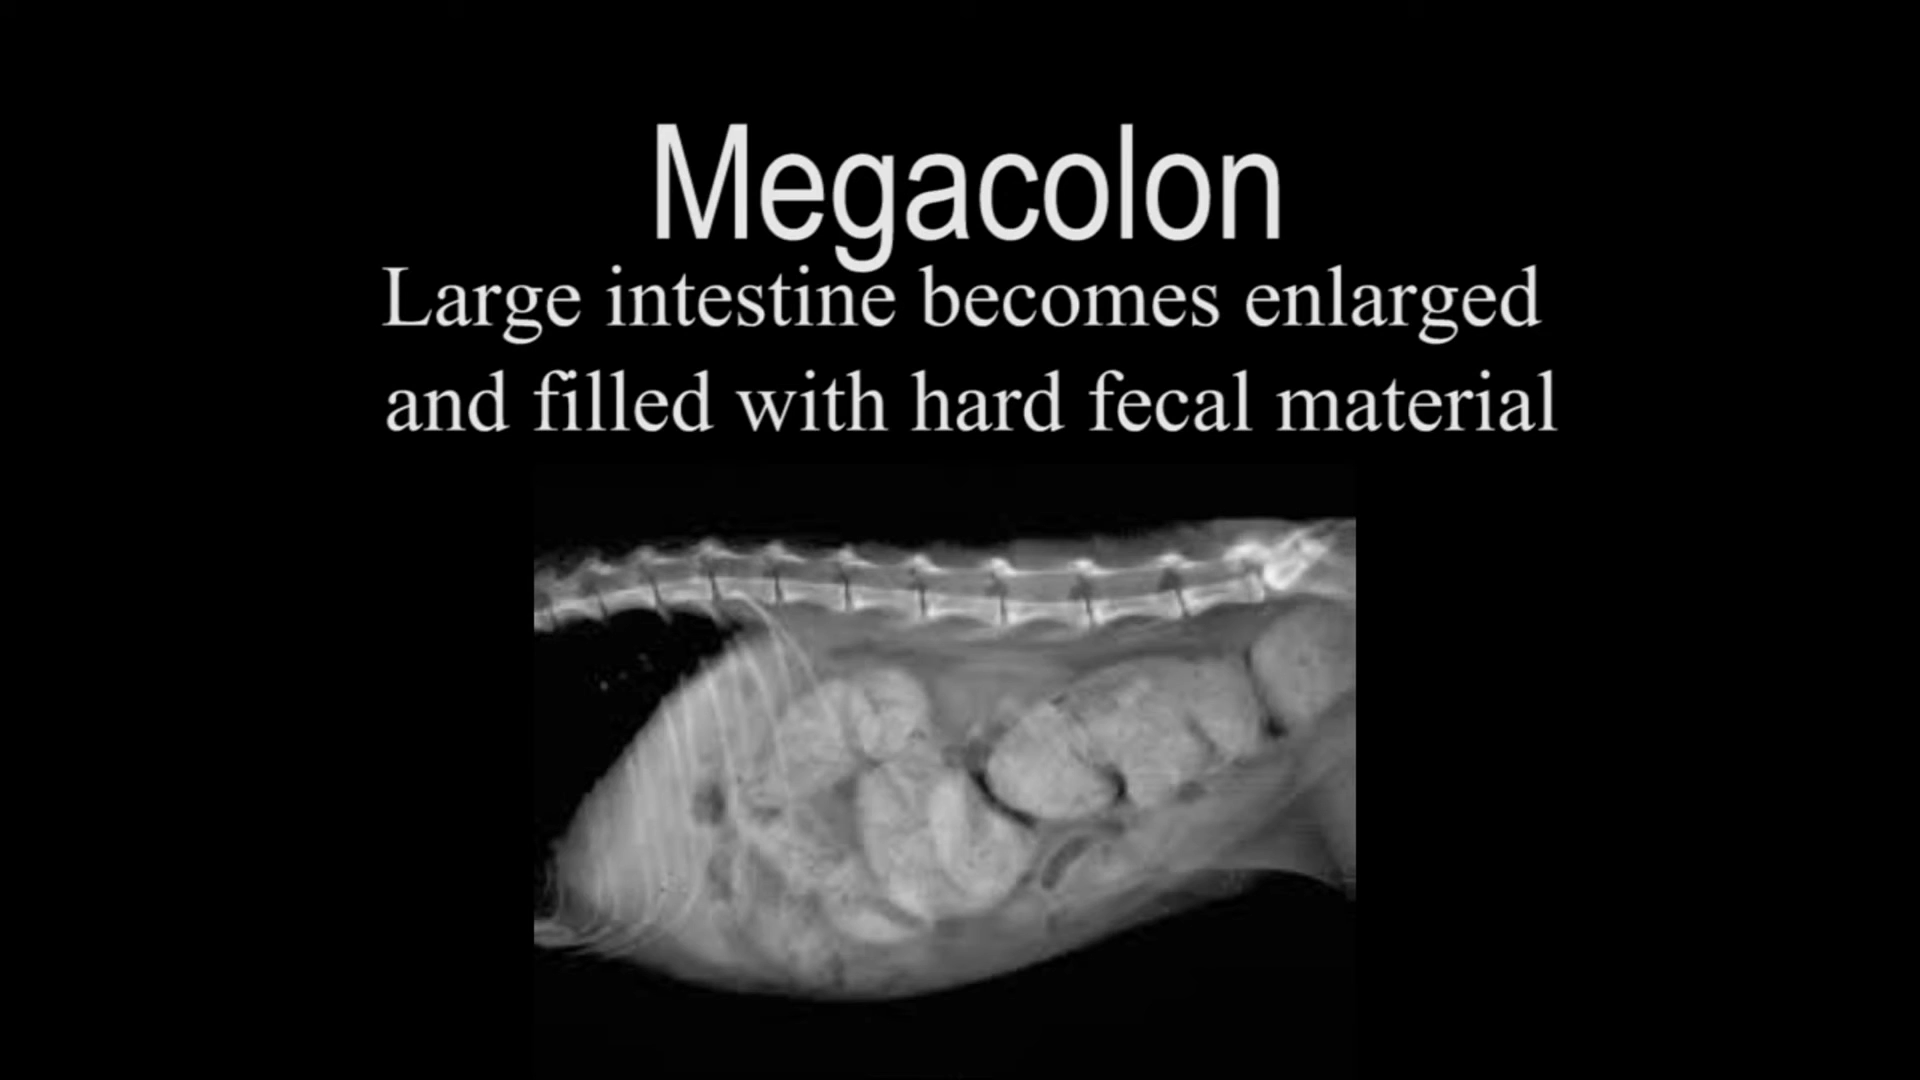 Megacolon
Large intestine becomes enlarged
and filled with hard fecal material